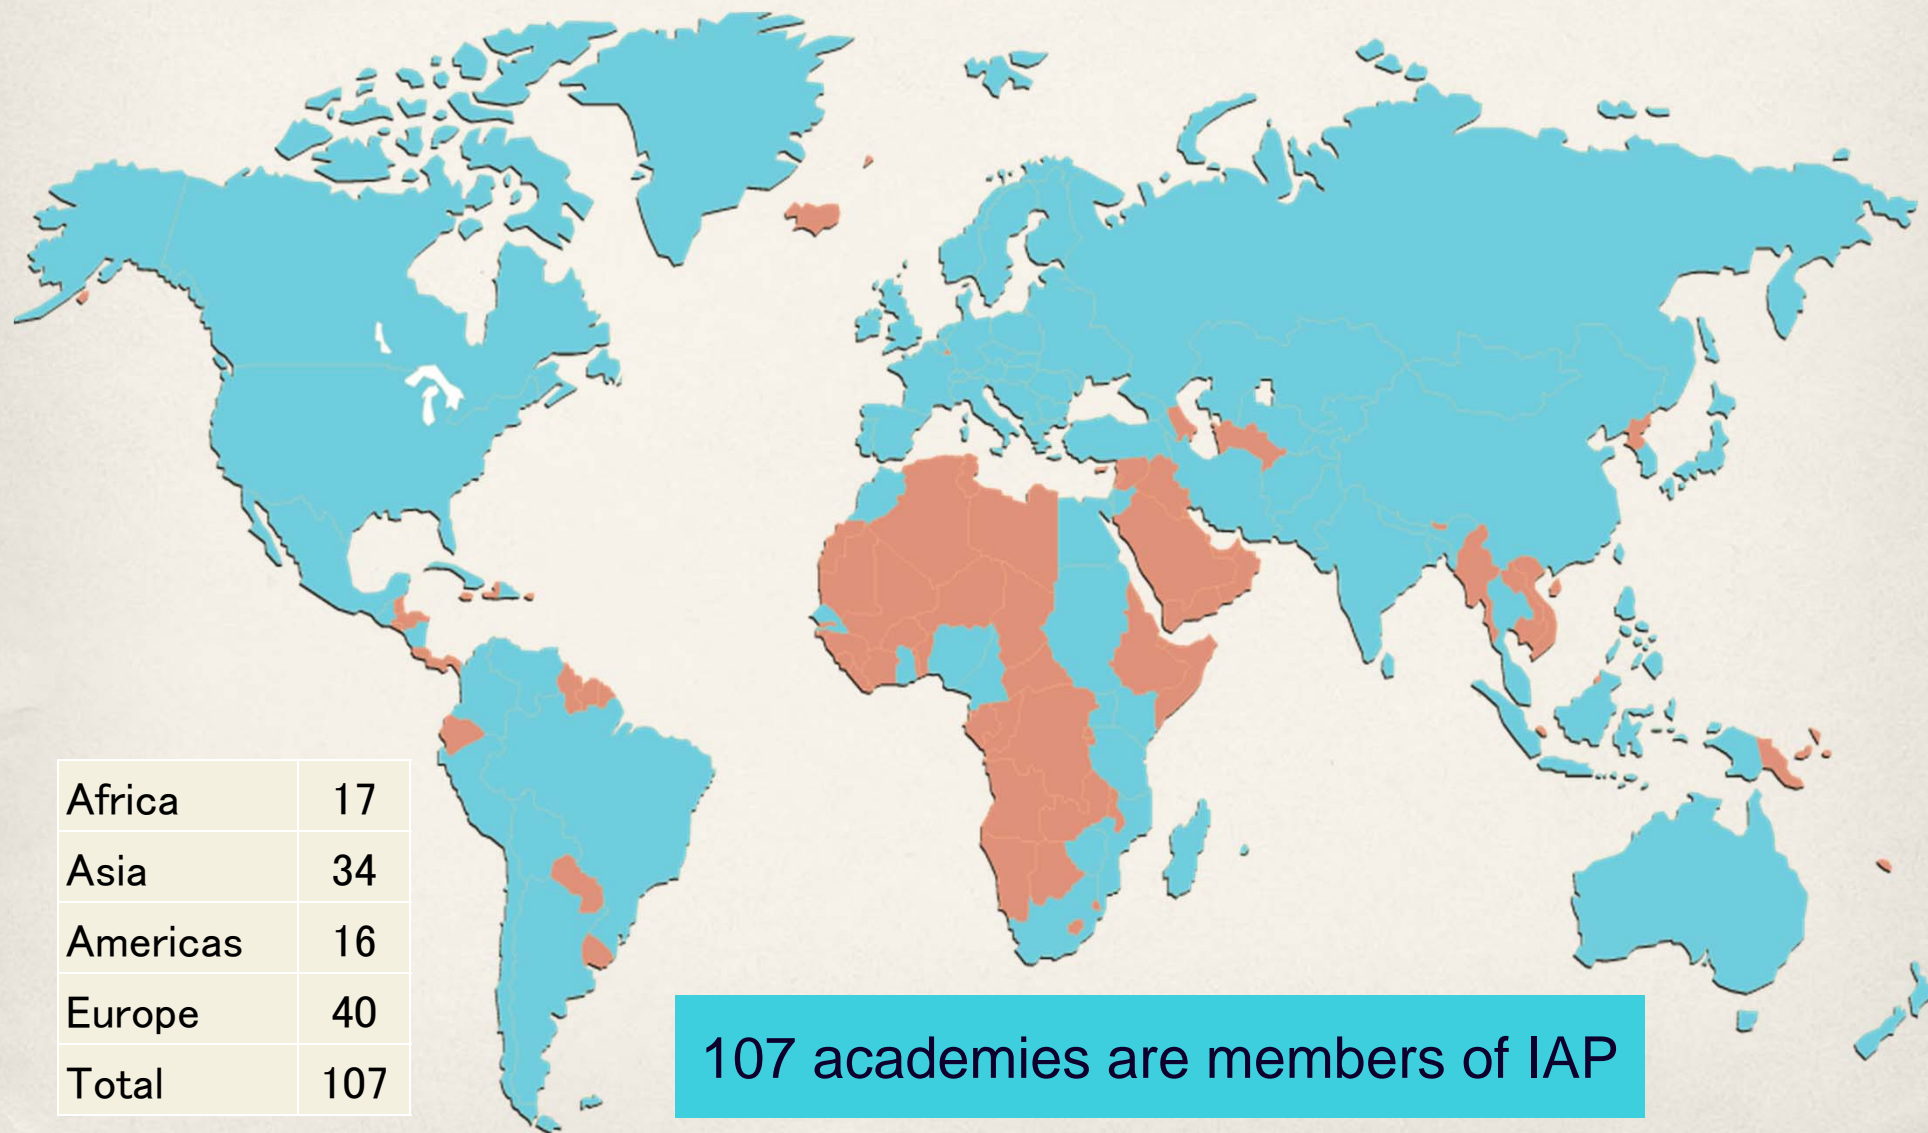 Africa 17
Asia 34
Americas 16
Europe 40
Total 107
107 academies are members of IAP